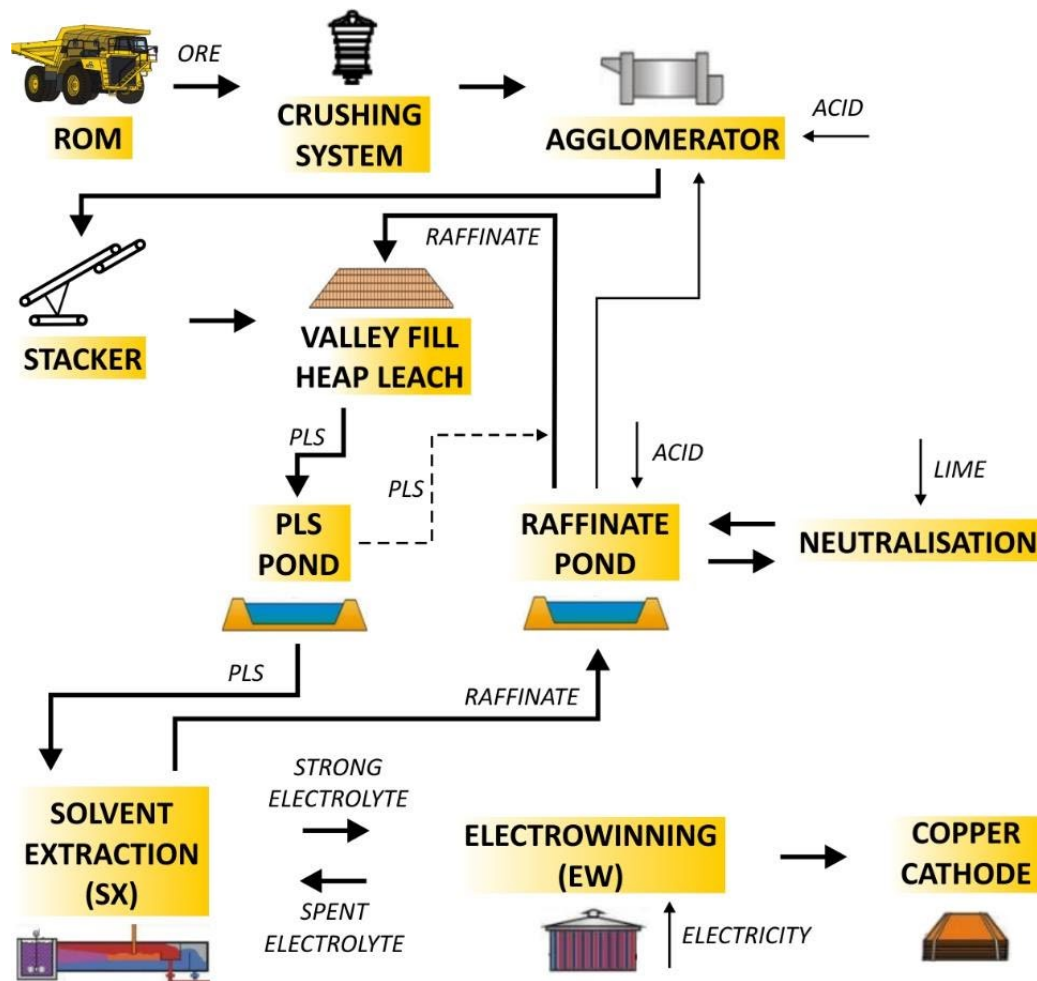 ORE
ROM
CRUSHING
SYSTEM
AGGLOMERATOR
ACID
RAFFINATE
STACKER
VALLEY FILL
HEAP LEACH
PLS
PLS
ACID
LIME
PLS
POND
RAFFINATE
POND
NEUTRALISATION
PLS
RAFFINATE
STRONG
ELECTROLYTE
SOLVENT
EXTRACTION
(SX)
ELECTROWINNING
(EW)
COPPER
CATHODE
SPENT
ELECTROLYTE
ELECTRICITY